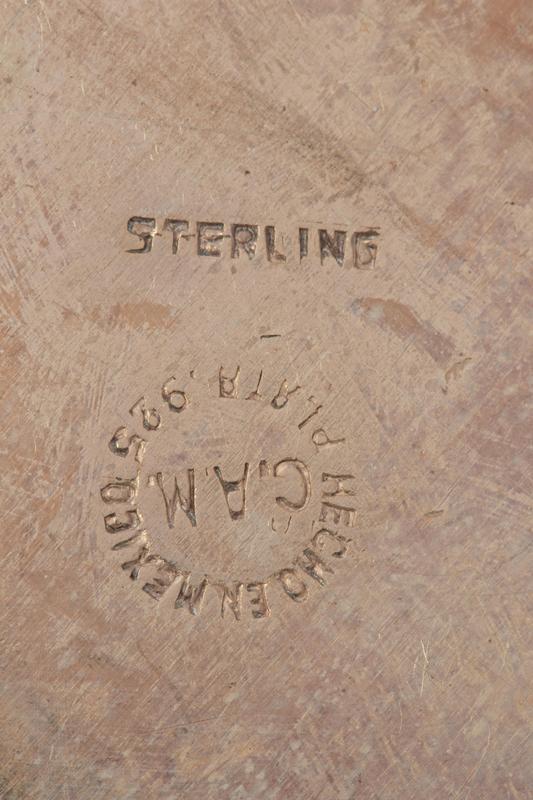 STERLING
HECHO EN MEXICO
PLATA .925
C.A.M.